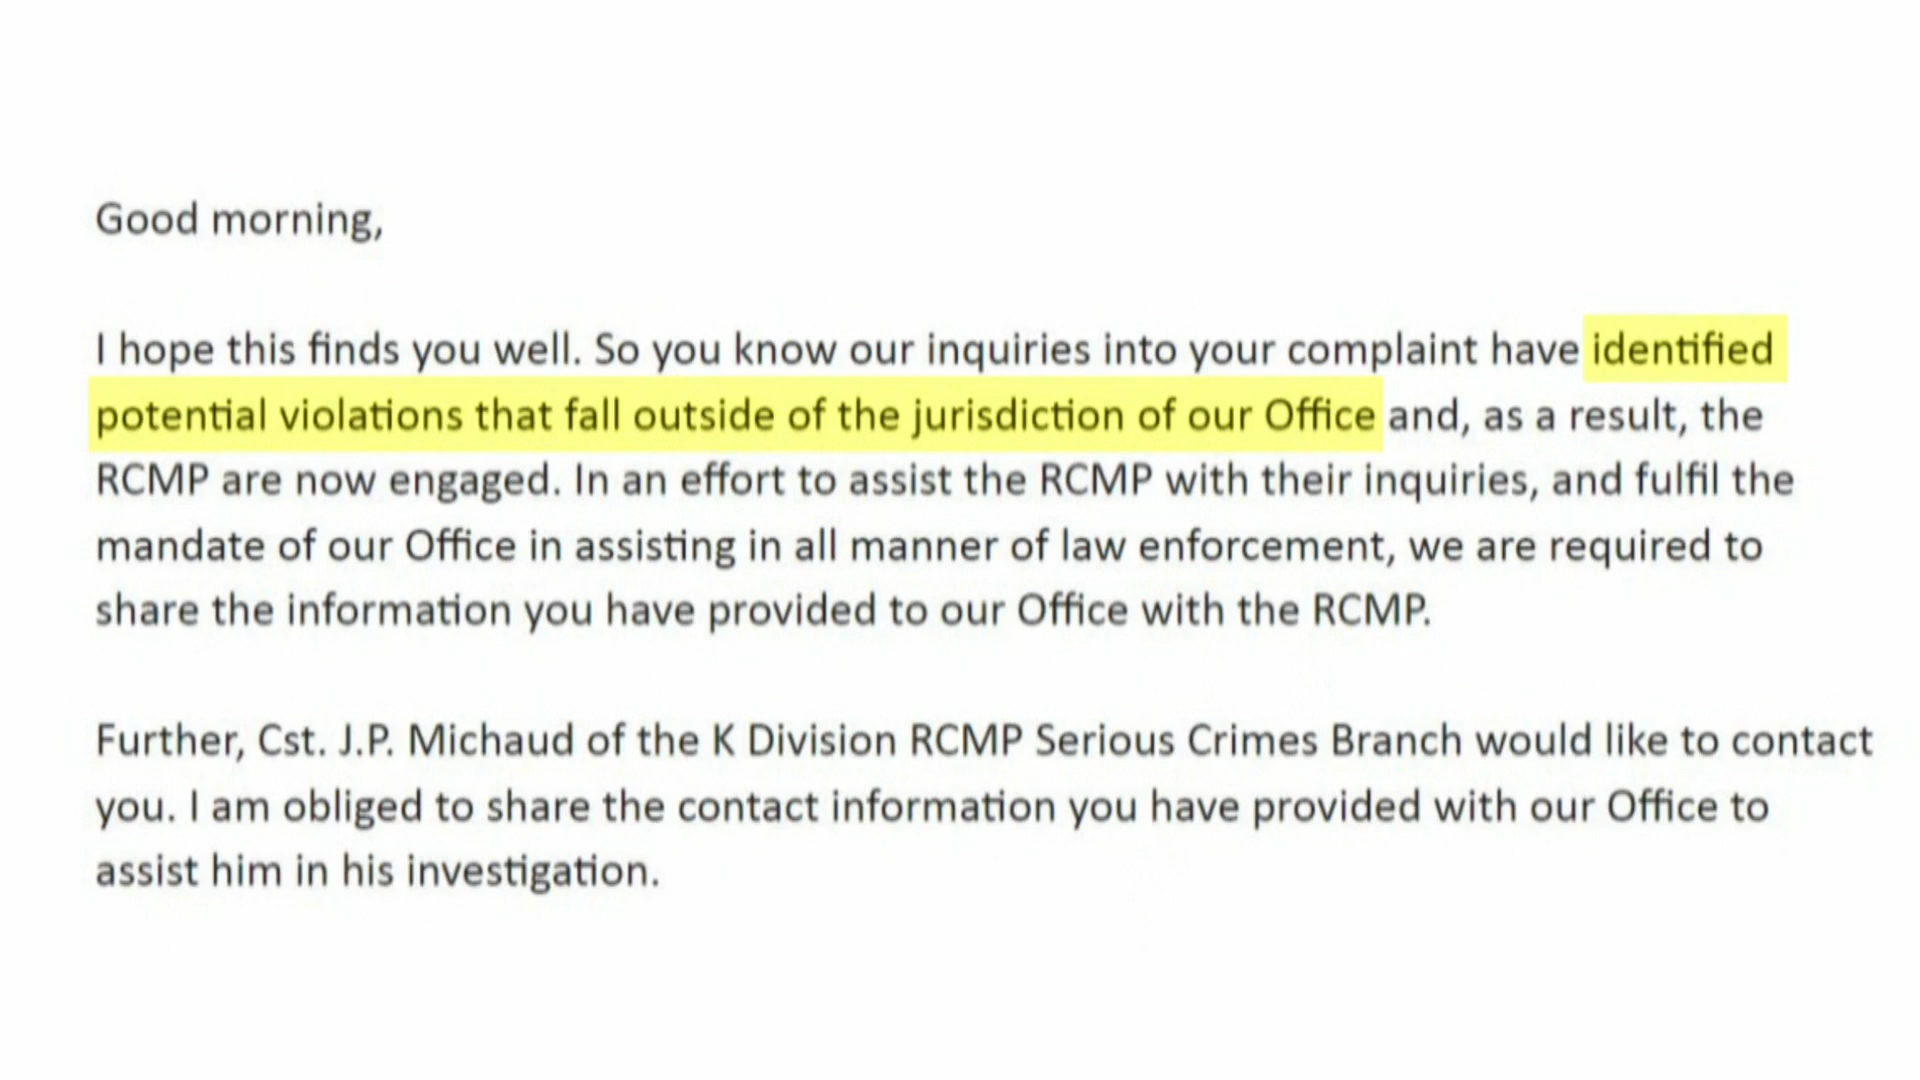 Good morning,
I hope this finds you well. So you know our inquiries into your complaint have identified
potential violations that fall outside of the jurisdiction of our Office and, as a result, the
RCMP are now engaged. In an effort to assist the RCMP with their inquiries, and fulfil the
mandate of our Office in assisting in all manner of law enforcement, we are required to
share the information you have provided to our Office with the RCMP.
Further, Cst. J.P. Michaud of the K Division RCMP Serious Crimes Branch would like to contact
you. I am obliged to share the contact information you have provided with our Office to
assist him in his investigation.